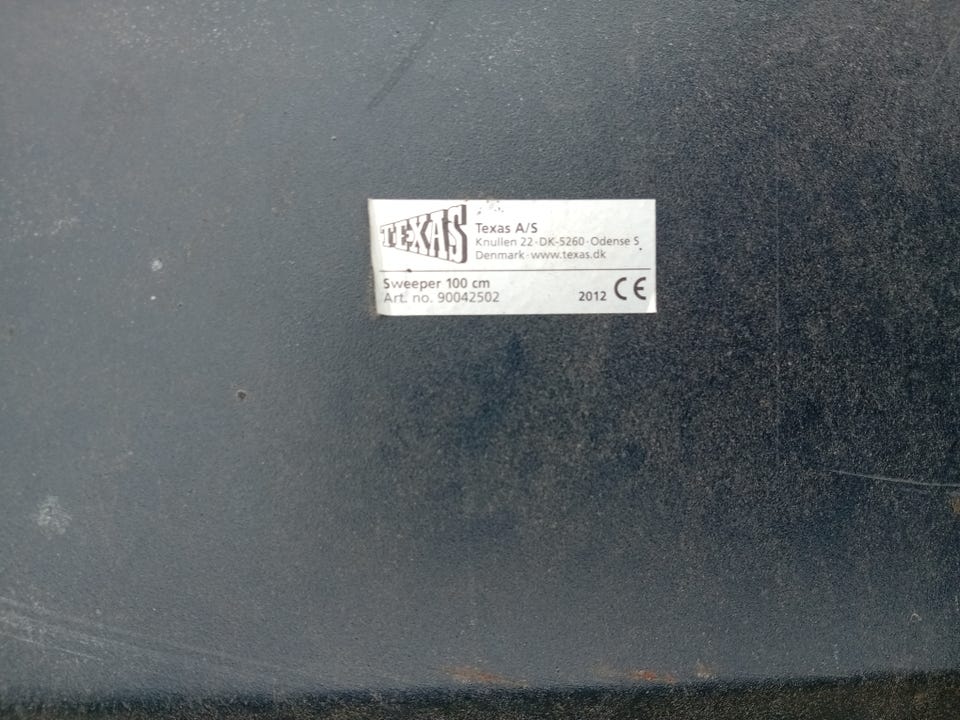 TEXAS
Texas A/S
Knullen 22·DK-5260·Odense S
Denmark·www.texas.dk
Sweeper 100 cm
Art. no. 90042502
2012 CE